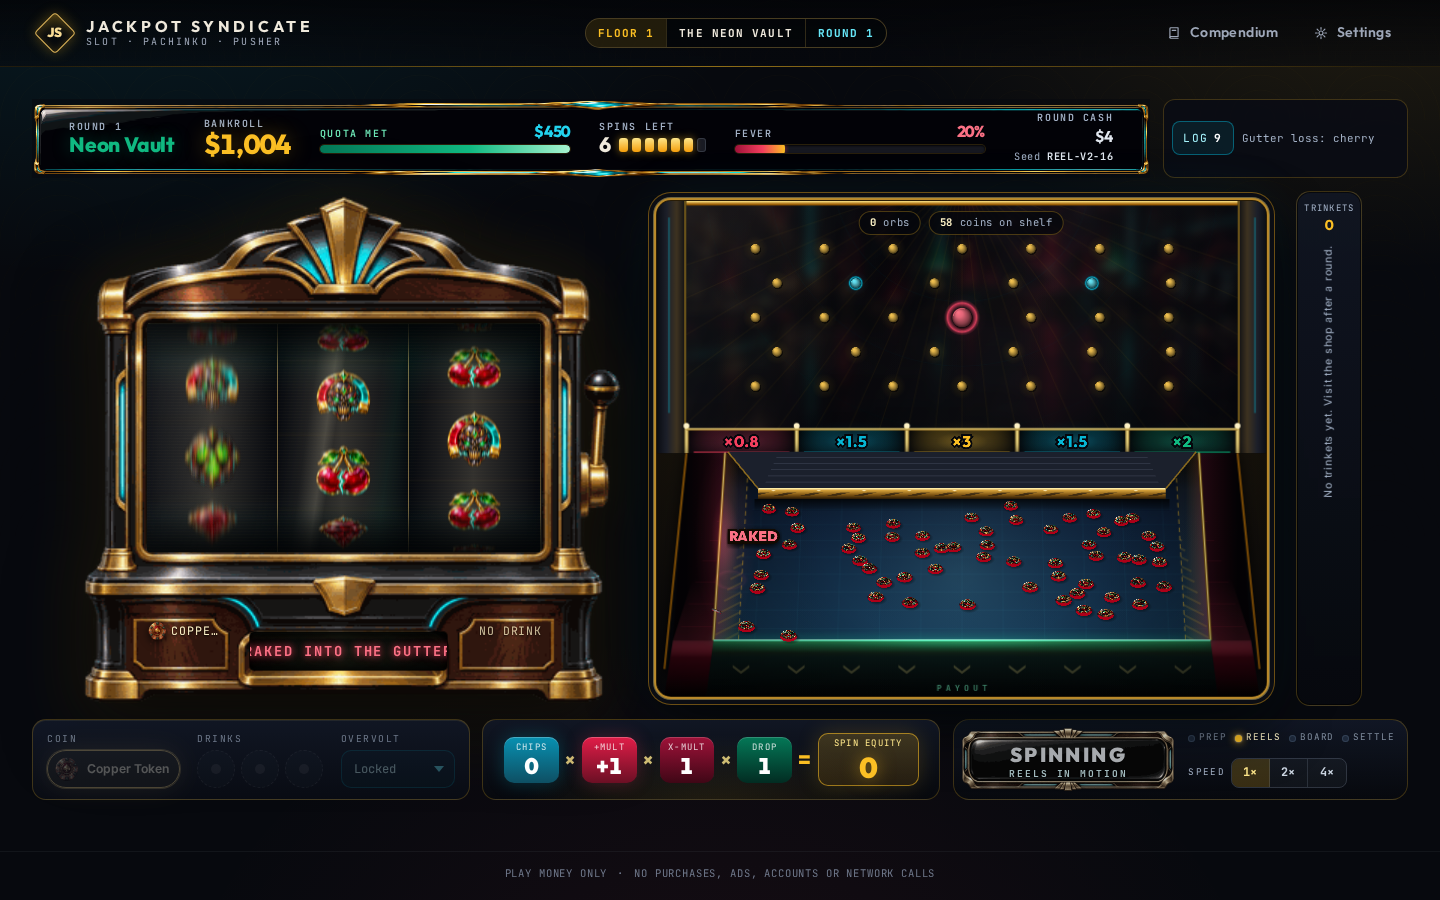 JS
JACKPOT SYNDICATE
SLOT · PACHINKO · PUSHER
FLOOR 1
THE NEON VAULT
ROUND 1
Compendium
Settings
ROUND 1
Neon Vault
BANKROLL
$1,004
QUOTA MET
$450
SPINS LEFT
6
FEVER
20%
ROUND CASH
$4
Seed REEL-V2-16
LOG 9
Gutter loss: cherry
0 orbs
58 coins on shelf
TRINKETS
0
No trinkets yet. Visit the shop after a round.
×0.8
×1.5
×3
×1.5
×2
RAKED
COPPE…
AKED INTO THE GUTTER
NO DRINK
PAYOUT
COIN
Copper Token
DRINKS
OVERVOLT
Locked
CHIPS
0
×
+MULT
+1
×
X-MULT
1
×
DROP
1
=
SPIN EQUITY
0
SPINNING
REELS IN MOTION
PREP
REELS
BOARD
SETTLE
SPEED
1×
2×
4×
PLAY MONEY ONLY · NO PURCHASES, ADS, ACCOUNTS OR NETWORK CALLS